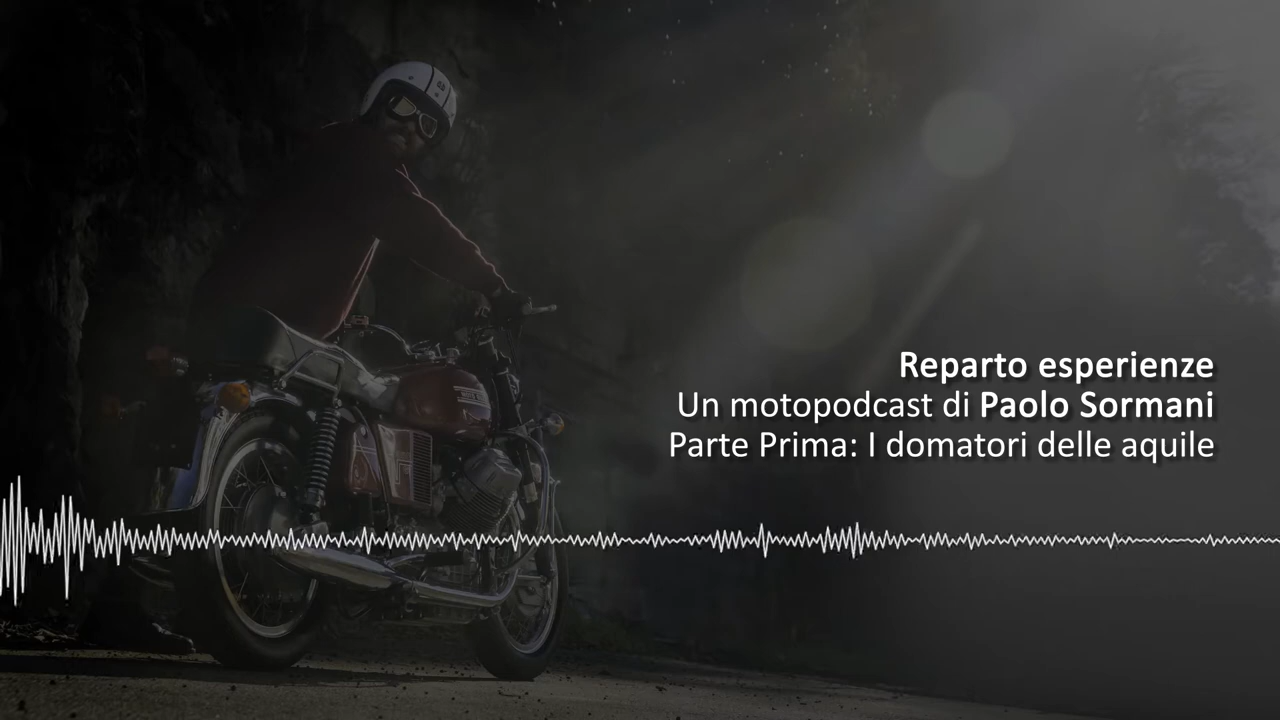 Reparto esperienze
Un motopodcast di Paolo Sormani
Parte Prima: I domatori delle aquile